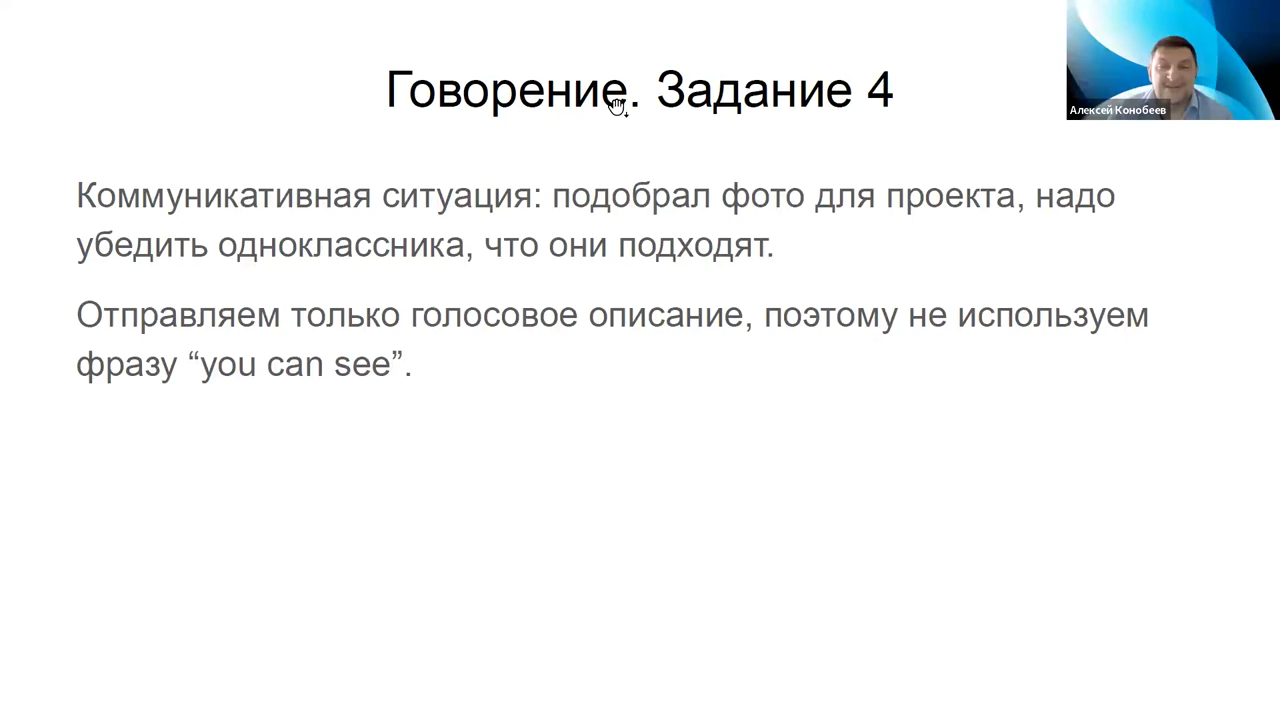 Говорение. Задание 4
Алексей Конобеев
Коммуникативная ситуация: подобрал фото для проекта, надо
убедить одноклассника, что они подходят.
Отправляем только голосовое описание, поэтому не используем
фразу “you can see”.